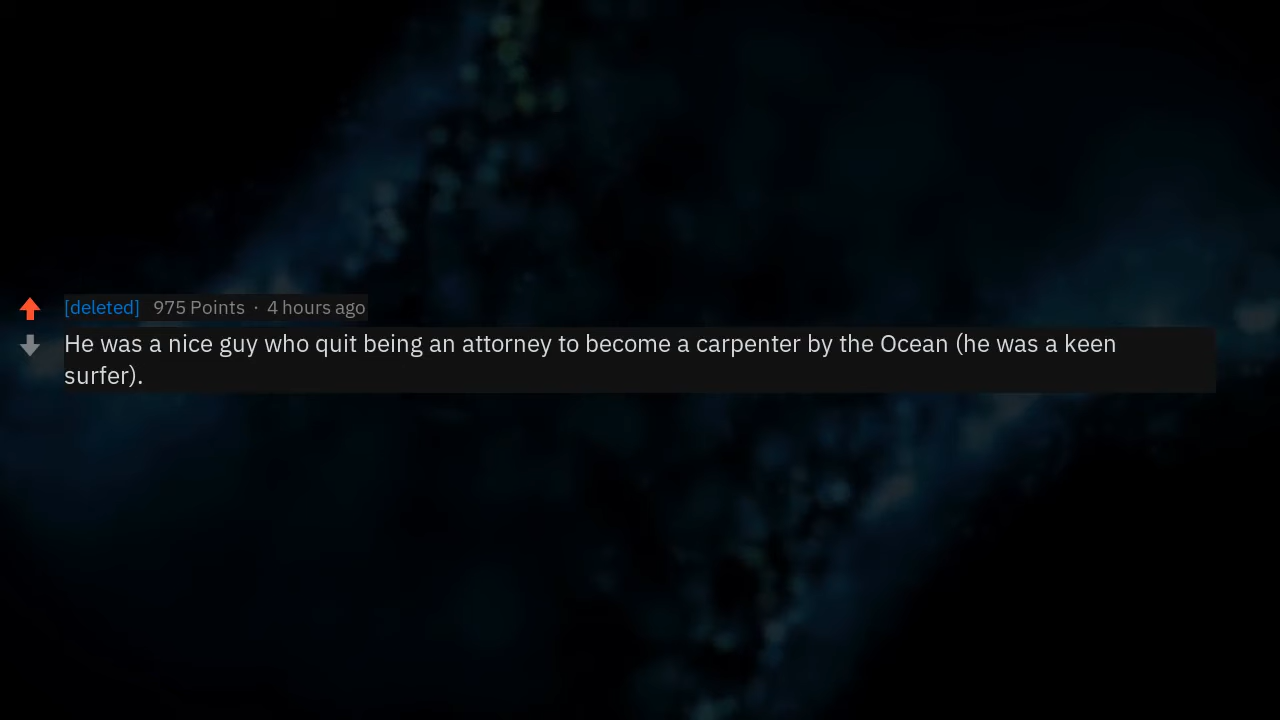 [deleted] 975 Points · 4 hours ago
He was a nice guy who quit being an attorney to become a carpenter by the Ocean (he was a keen
surfer).